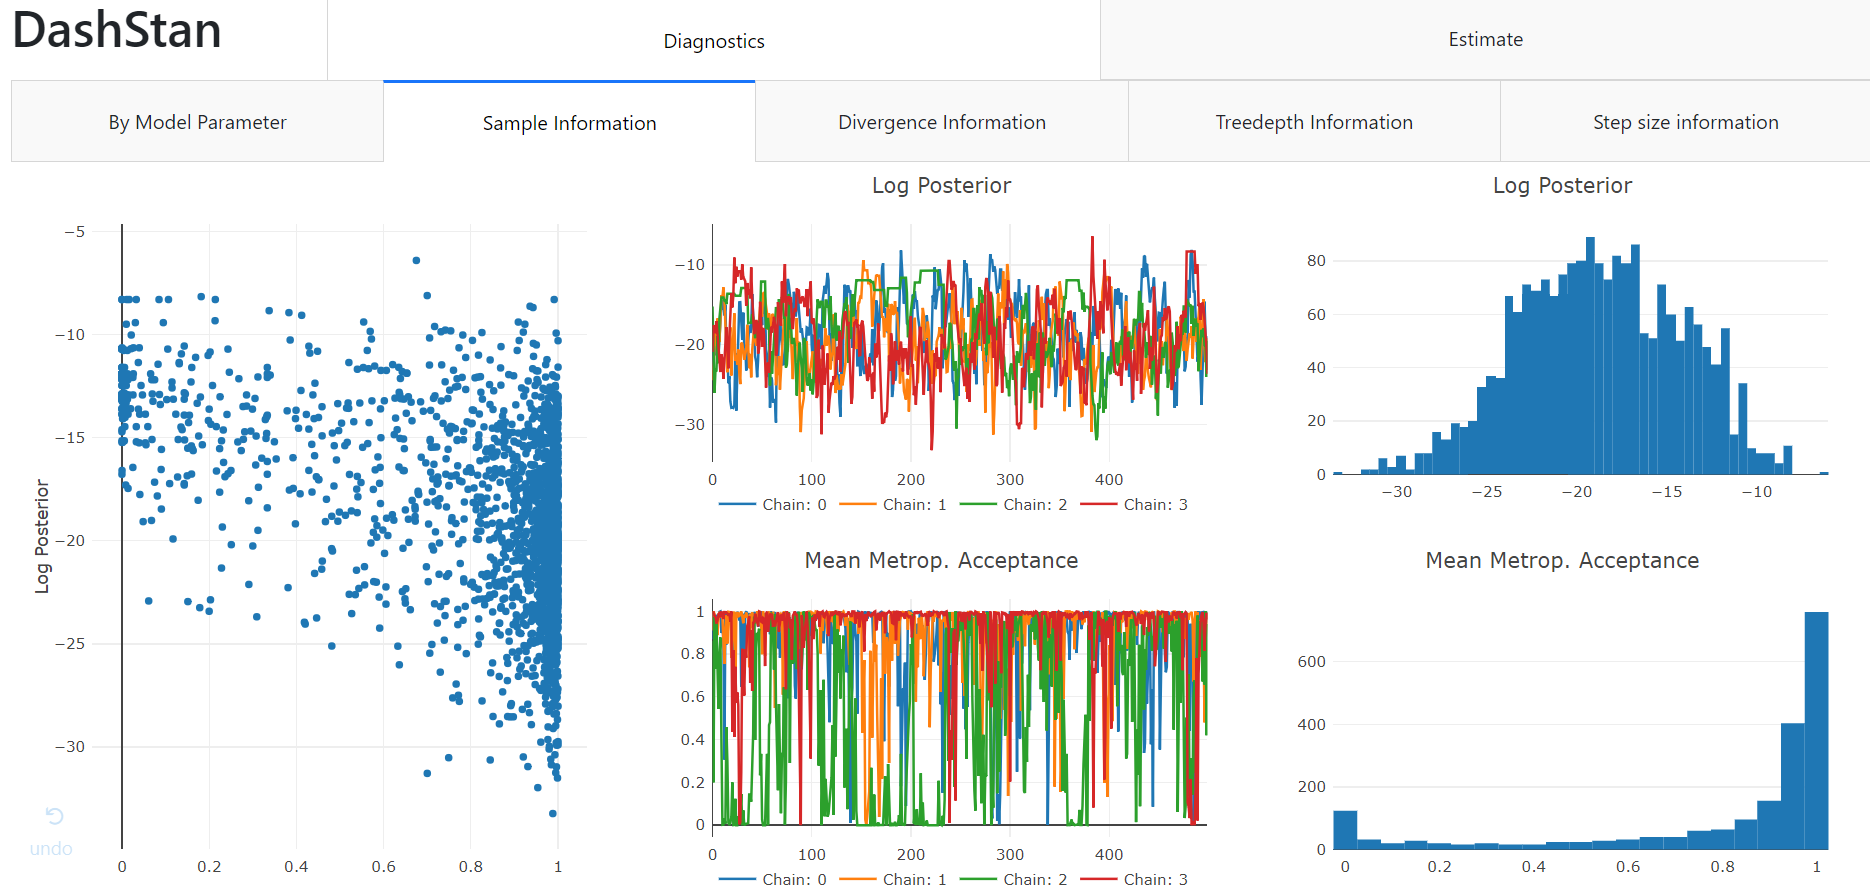 DashStan
Diagnostics
Estimate
By Model Parameter
Sample Information
Divergence Information
Treedepth Information
Step size information
Log Posterior
−5
−10
−15
−20
−25
−30
0
0.2
0.4
0.6
0.8
1
undo
Log Posterior
−10
−20
−30
0
100
200
300
400
Chain: 0
Chain: 1
Chain: 2
Chain: 3
Log Posterior
80
60
40
20
0
−30
−25
−20
−15
−10
Mean Metrop. Acceptance
1
0.8
0.6
0.4
0.2
0
0
100
200
300
400
Chain: 0
Chain: 1
Chain: 2
Chain: 3
Mean Metrop. Acceptance
600
400
200
0
0
0.2
0.4
0.6
0.8
1